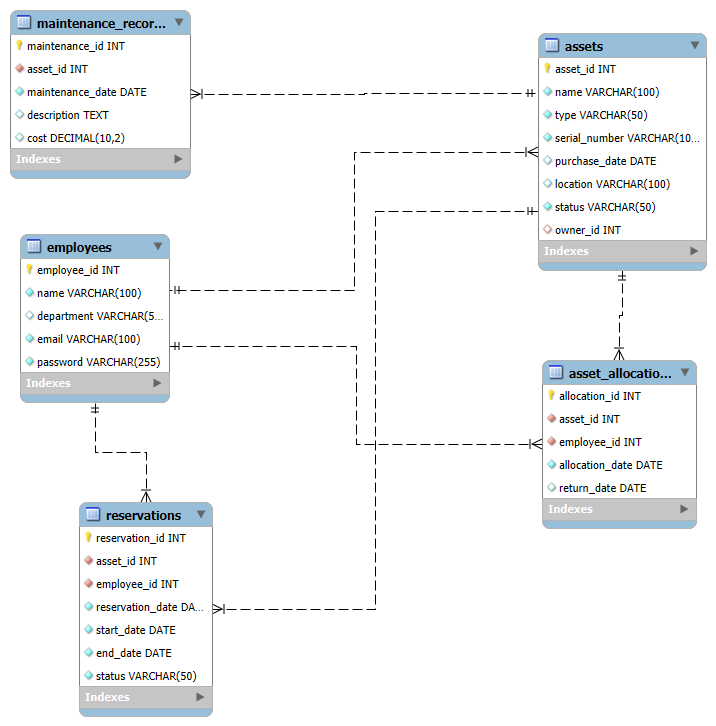 maintenance_recor...
maintenance_id INT
asset_id INT
maintenance_date DATE
description TEXT
cost DECIMAL(10,2)
Indexes
assets
asset_id INT
name VARCHAR(100)
type VARCHAR(50)
serial_number VARCHAR(10...
purchase_date DATE
location VARCHAR(100)
status VARCHAR(50)
owner_id INT
Indexes
employees
employee_id INT
name VARCHAR(100)
department VARCHAR(5...
email VARCHAR(100)
password VARCHAR(255)
Indexes
asset_allocatio...
allocation_id INT
asset_id INT
employee_id INT
allocation_date DATE
return_date DATE
Indexes
reservations
reservation_id INT
asset_id INT
employee_id INT
reservation_date DA...
start_date DATE
end_date DATE
status VARCHAR(50)
Indexes